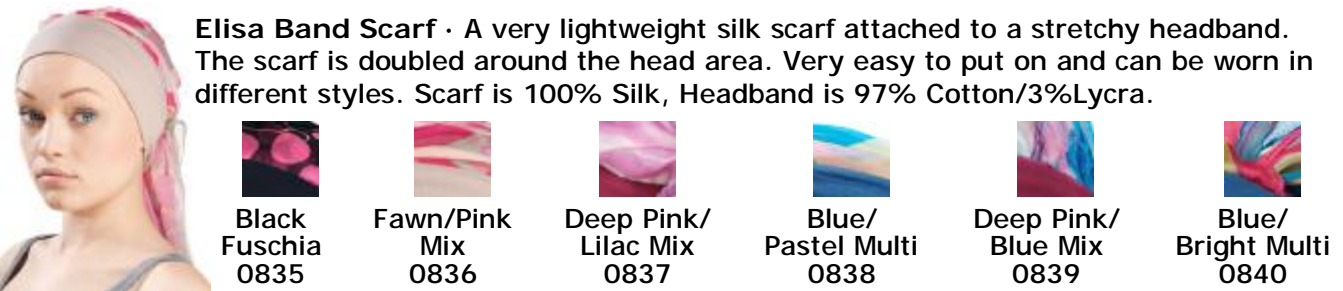 Elisa Band Scarf · A very lightweight silk scarf attached to a stretchy headband.
The scarf is doubled around the head area. Very easy to put on and can be worn in
different styles. Scarf is 100% Silk, Headband is 97% Cotton/3%Lycra.
Black
Fuschia
0835
Fawn/Pink
Mix
0836
Deep Pink/
Lilac Mix
0837
Blue/
Pastel Multi
0838
Deep Pink/
Blue Mix
0839
Blue/
Bright Multi
0840